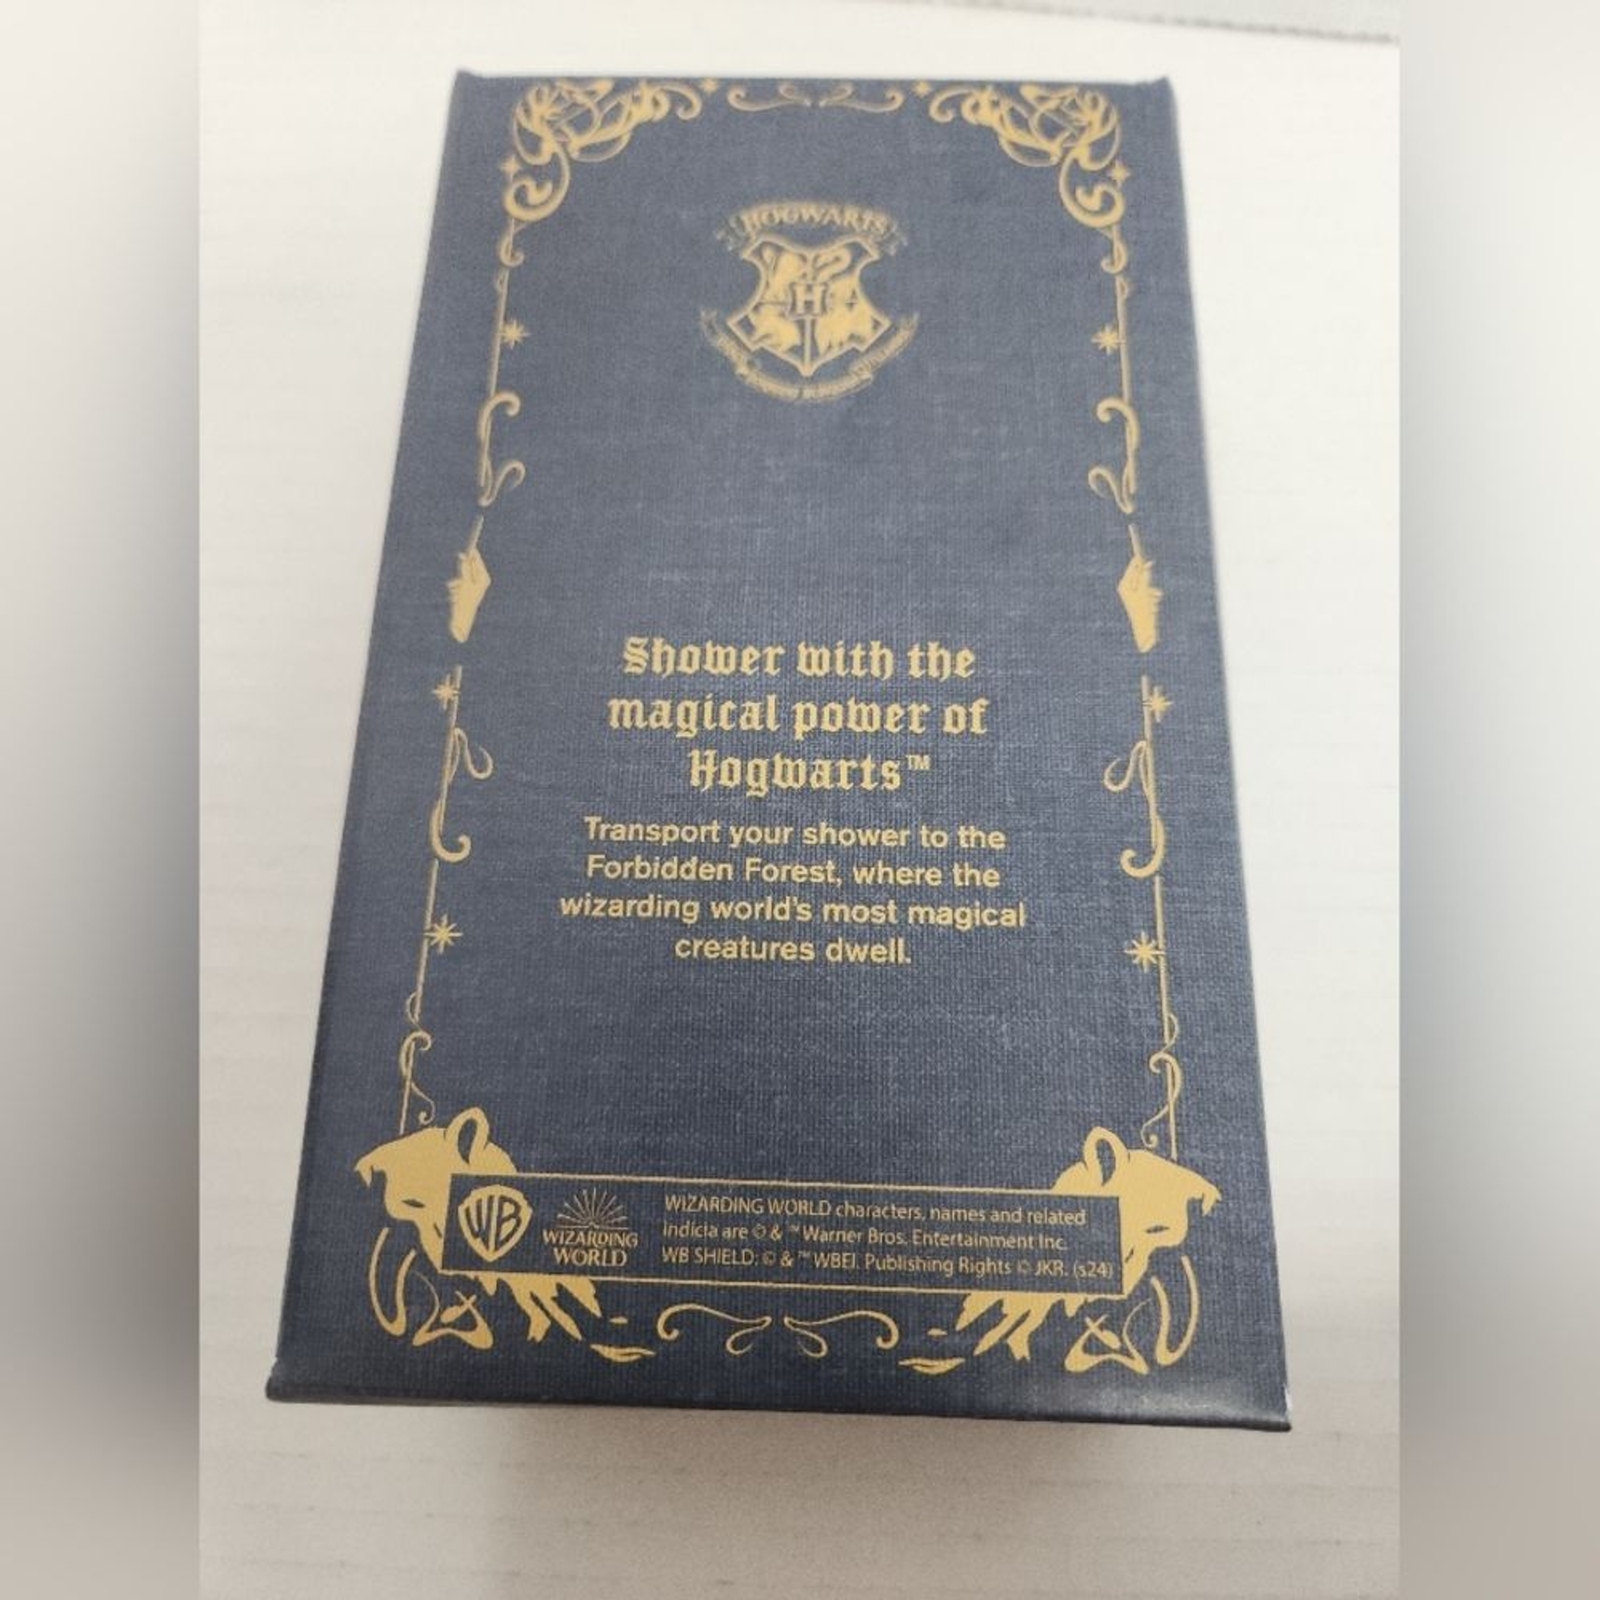 HOGWARTS
H
Shower with the
magical power of
Hogwarts™
Transport your shower to the
Forbidden Forest, where the
wizarding world's most magical
creatures dwell.
WB
WIZARDING
WORLD
WIZARDING WORLD characters, names and related
indicia are © & ™ Warner Bros. Entertainment Inc.
WB SHIELD: © & ™ WBEI. Publishing Rights © JKR. (s24)